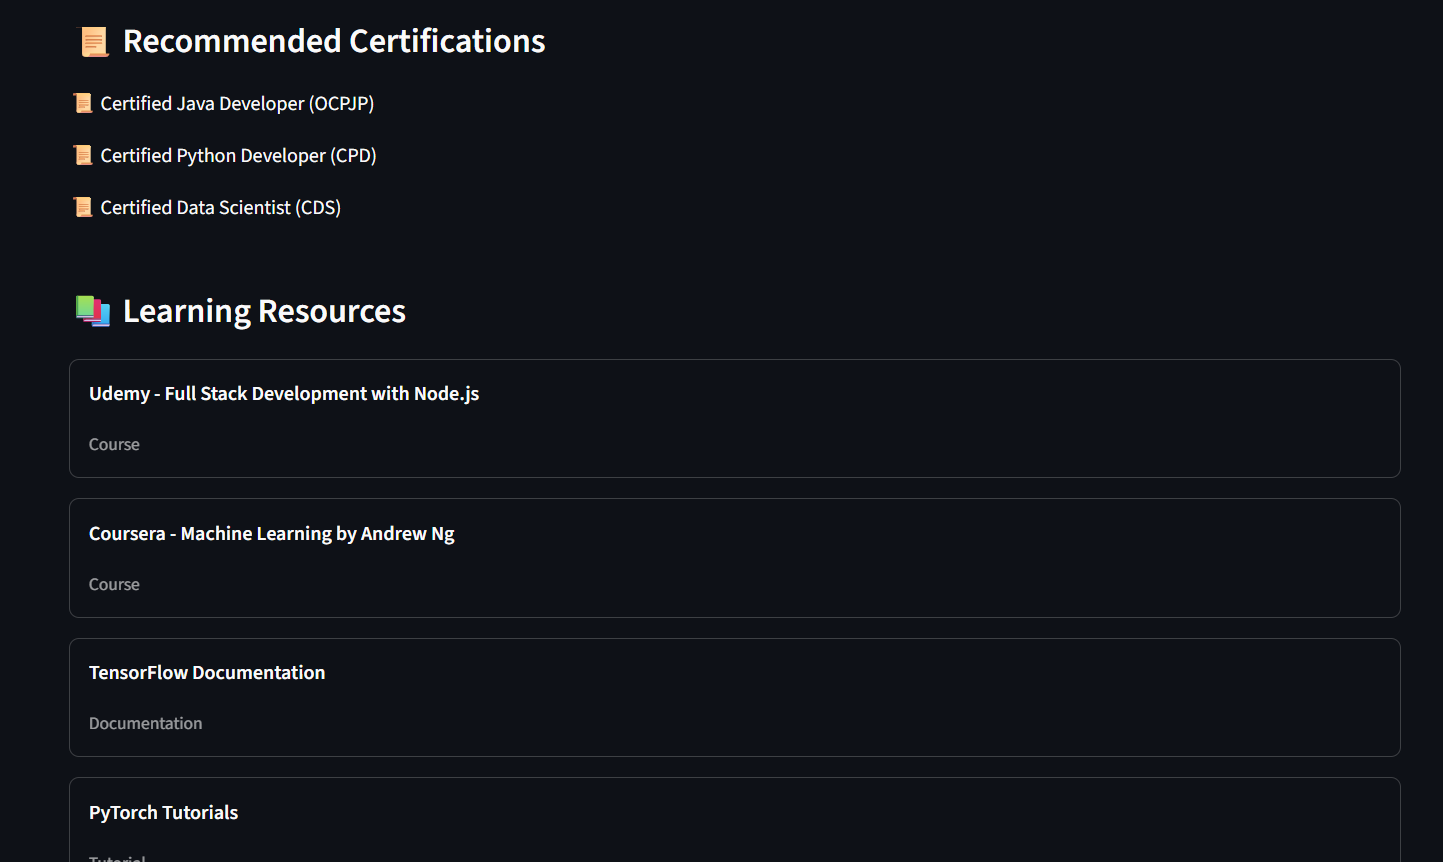 Recommended Certifications
Certified Java Developer (OCPJP)
Certified Python Developer (CPD)
Certified Data Scientist (CDS)
Learning Resources
Udemy - Full Stack Development with Node.js
Course
Coursera - Machine Learning by Andrew Ng
Course
TensorFlow Documentation
Documentation
PyTorch Tutorials
Tutorial